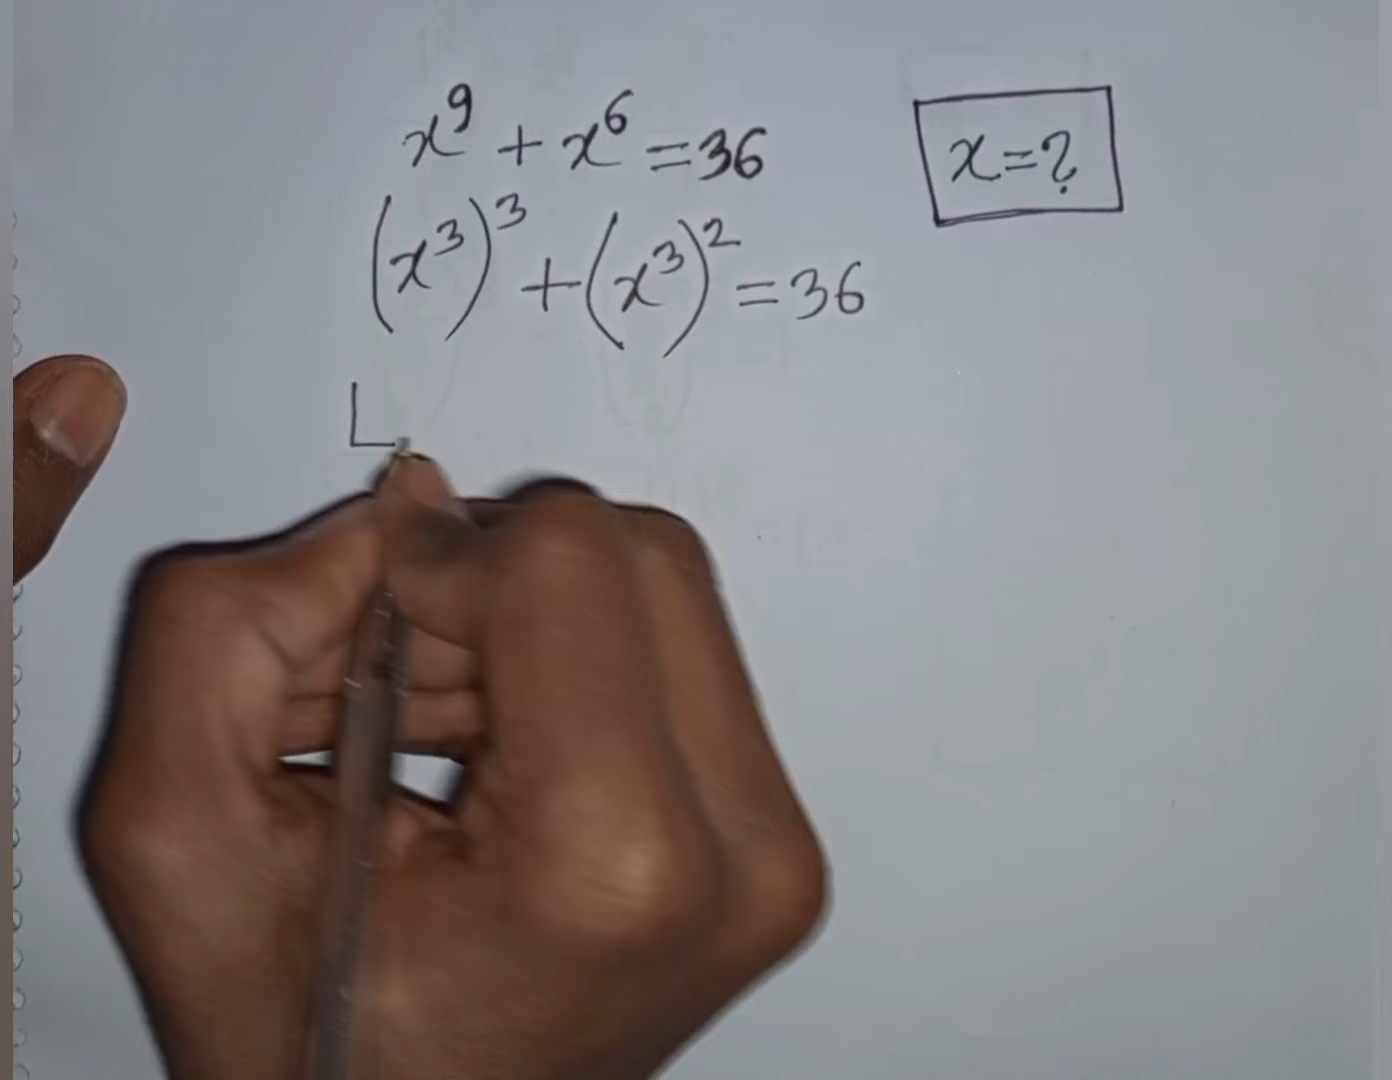 x⁹ + x⁶ = 36
x = ?
(x³)³ + (x³)² = 36
L